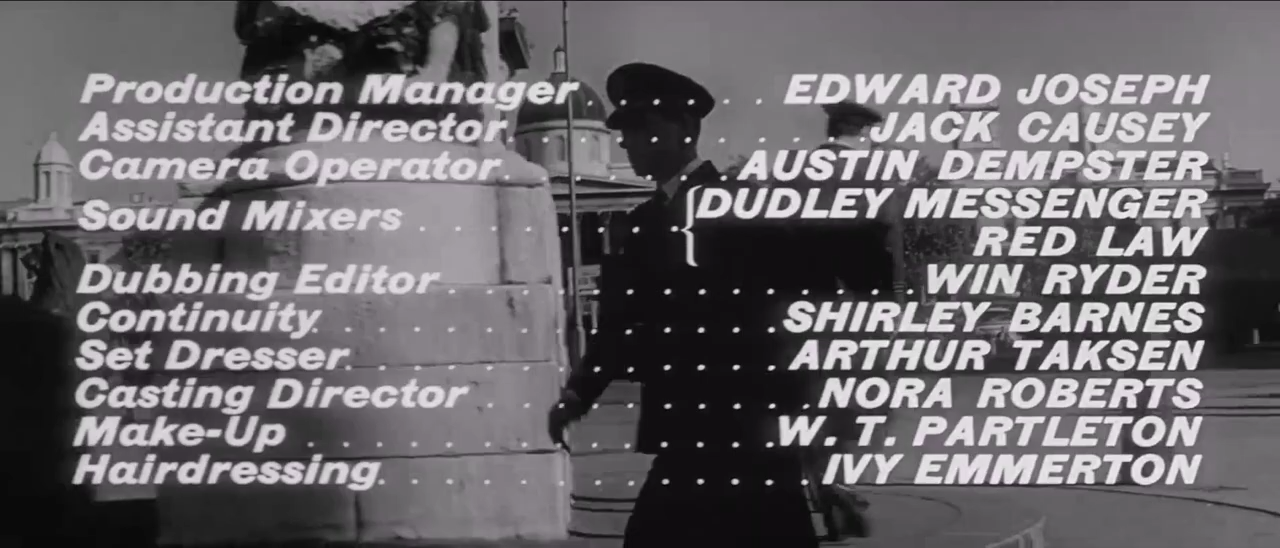 Production Manager . . . . . . . EDWARD JOSEPH
Assistant Director . . . . . . . . . JACK CAUSEY
Camera Operator . . . . . . . . . AUSTIN DEMPSTER
Sound Mixers . . . . . . . . . . { DUDLEY MESSENGER
RED LAW
Dubbing Editor . . . . . . . . . . . . . . . . . WIN RYDER
Continuity . . . . . . . . . . . . . . . . . SHIRLEY BARNES
Set Dresser . . . . . . . . . . . . . . . . ARTHUR TAKSEN
Casting Director . . . . . . . . . . . . . NORA ROBERTS
Make-Up . . . . . . . . . . . . . . . . . . W. T. PARTLETON
Hairdressing . . . . . . . . . . . . . . . . IVY EMMERTON